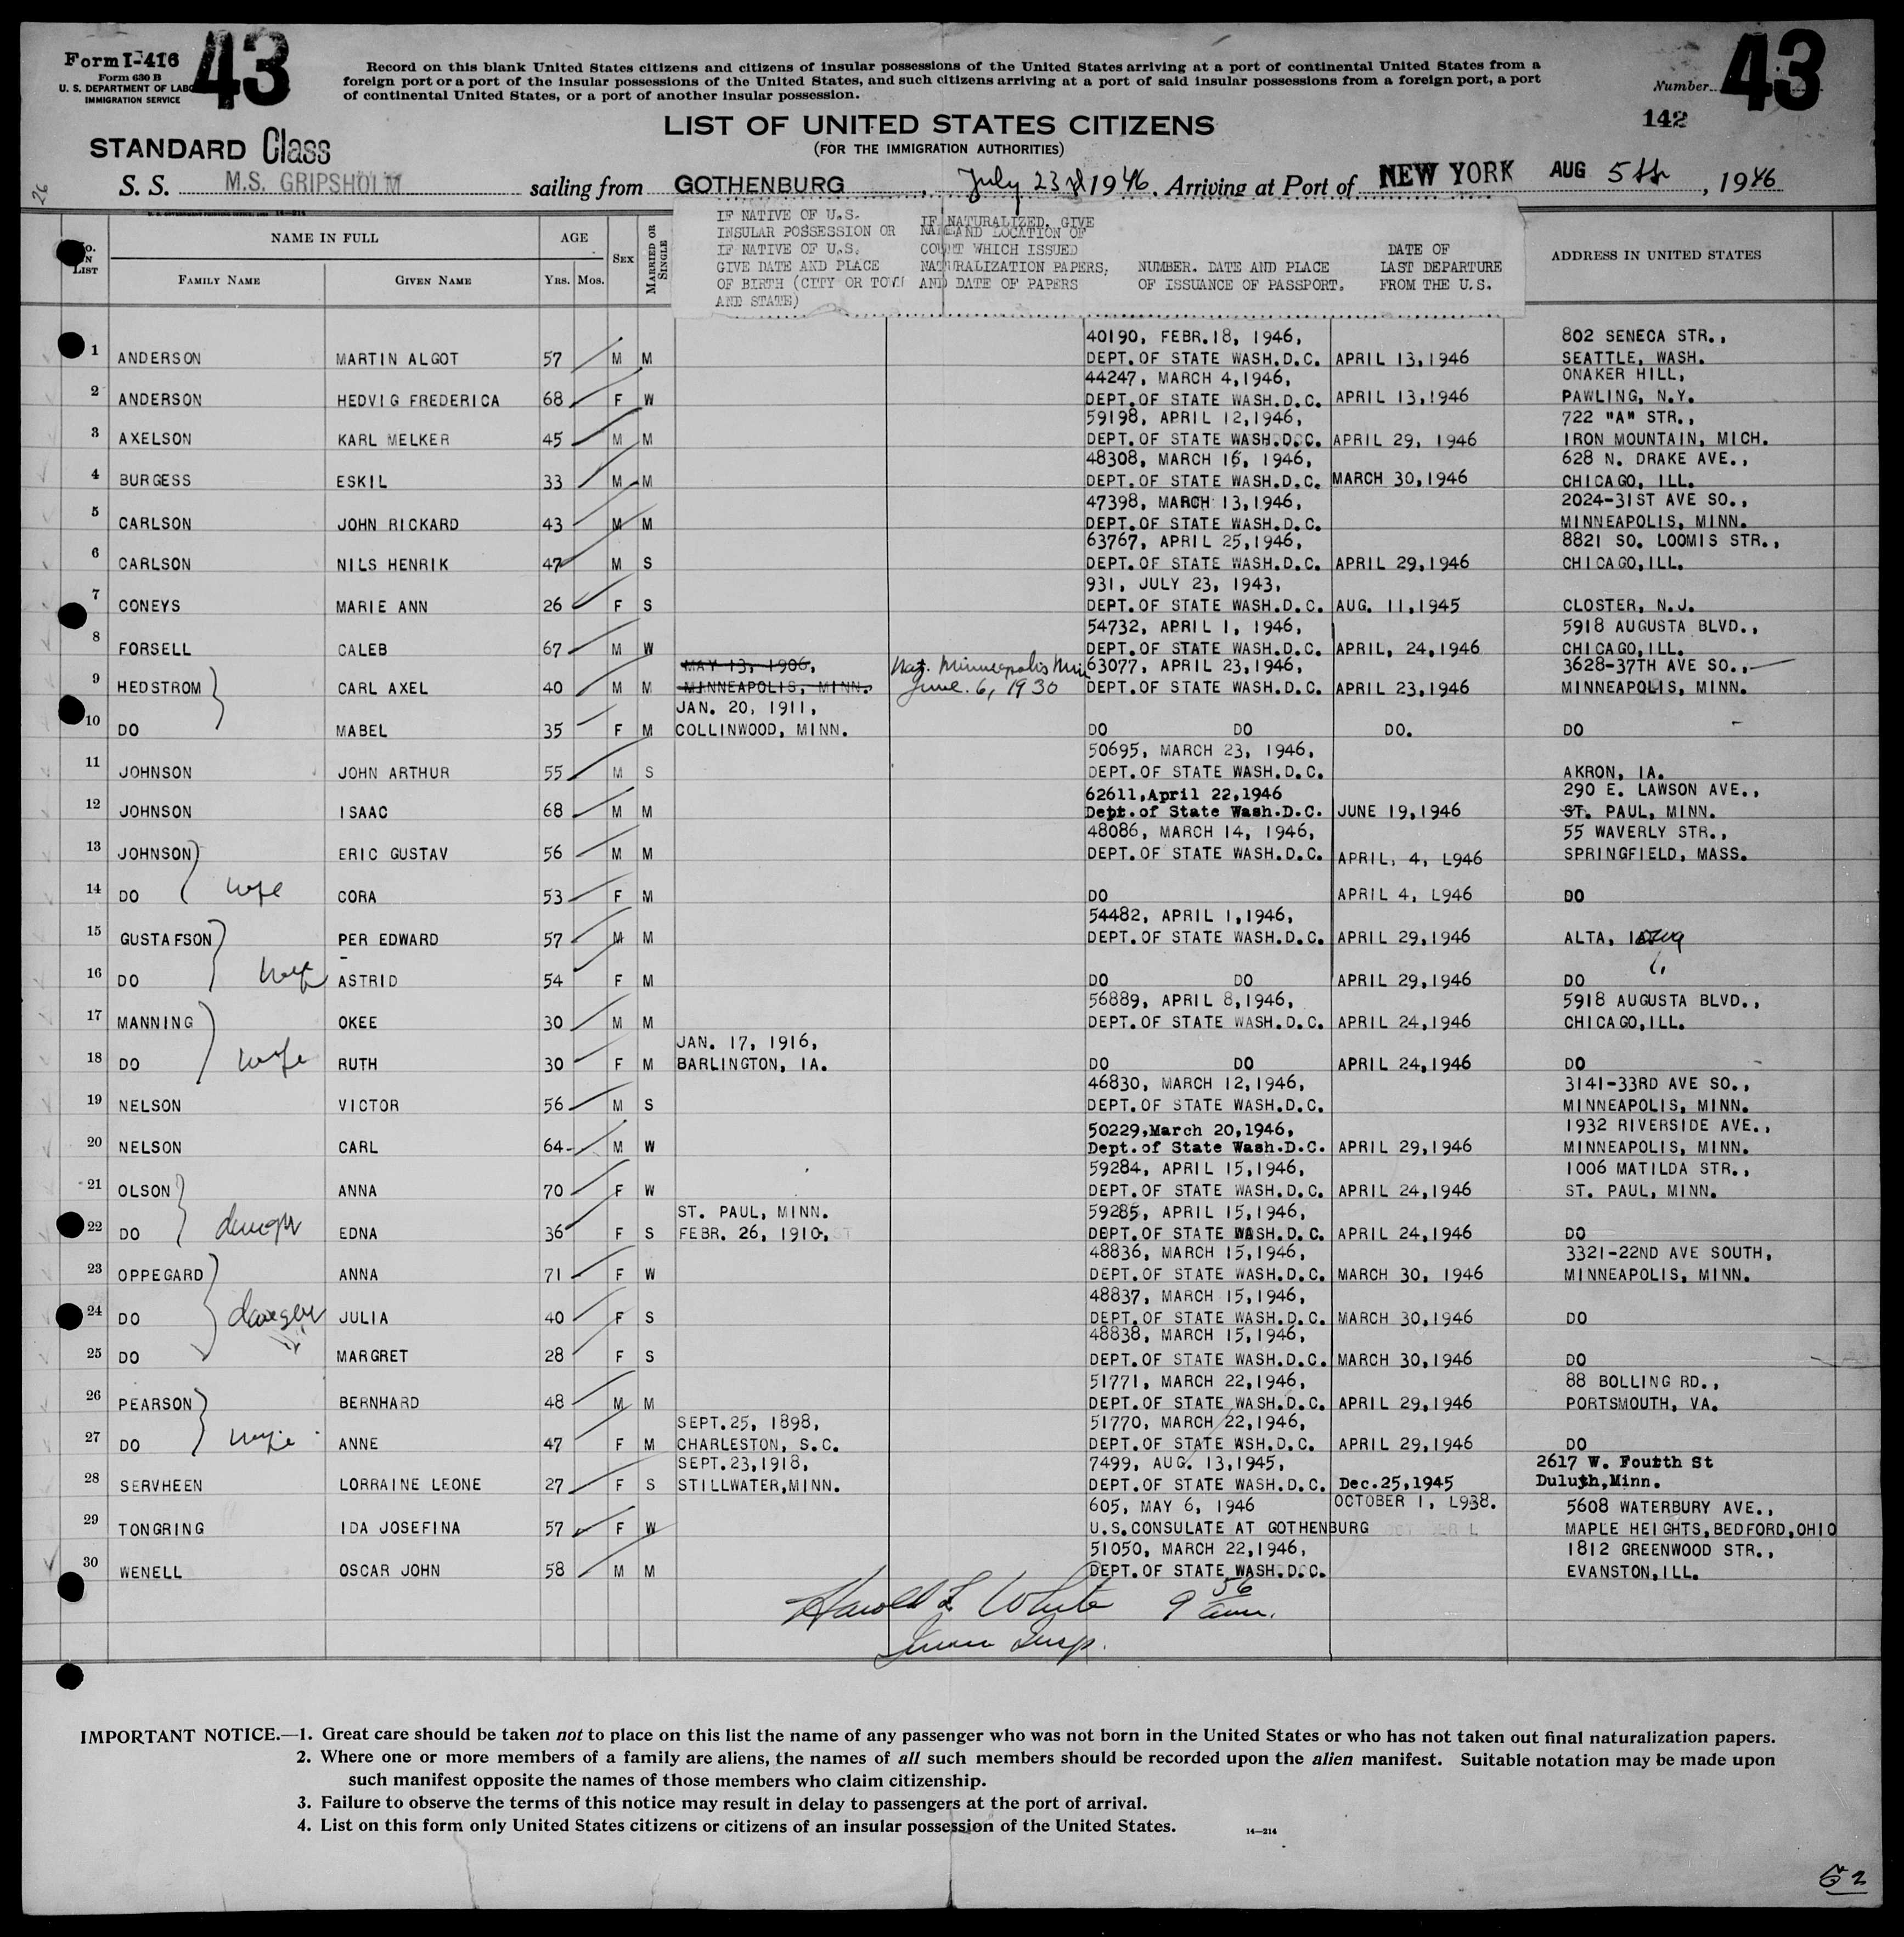 Form I-416
Form 630 B
U. S. DEPARTMENT OF LABO
IMMIGRATION SERVICE
43
Record on this blank United States citizens and citizens of insular possessions of the United States arriving at a port of continental United States from a
foreign port or a port of the insular possessions of the United States, and such citizens arriving at a port of said insular possessions from a foreign port, a port
of continental United States, or a port of another insular possession.
Number
43
142
LIST OF UNITED STATES CITIZENS
(FOR THE IMMIGRATION AUTHORITIES)
STANDARD Class
26
S. S. M.S. GRIPSHOLM sailing from GOTHENBURG, July 23rd 1946. Arriving at Port of NEW YORK AUG 5th, 1946
No. IN LIST
NAME IN FULL
FAMILY NAME GIVEN NAME
AGE
Yrs. Mos.
SEX
MARRIED OR SINGLE
IF NATIVE OF U.S.
INSULAR POSSESSION OR
IF NATIVE OF U.S.
GIVE DATE AND PLACE
OF BIRTH (CITY OR TOWN
AND STATE)
IF NATURALIZED, GIVE
NAME AND LOCATION OF
COURT WHICH ISSUED
NATURALIZATION PAPERS,
AND DATE OF PAPERS
NUMBER. DATE AND PLACE
OF ISSUANCE OF PASSPORT.
DATE OF
LAST DEPARTURE
FROM THE U.S.
ADDRESS IN UNITED STATES
40190, FEBR.18, 1946, 802 SENECA STR.,
1 ANDERSON MARTIN ALGOT 57 M M DEPT.OF STATE WASH.D.C. APRIL 13,1946 SEATTLE, WASH.
44247, MARCH 4,1946, ONAKER HILL,
2 ANDERSON HEDVIG FREDERICA 68 F W DEPT.OF STATE WASH.D.C. APRIL 13,1946 PAWLING, N.Y.
59198, APRIL 12,1946, 722 "A" STR.,
3 AXELSON KARL MELKER 45 M M DEPT.OF STATE WASH.D.C. APRIL 29, 1946 IRON MOUNTAIN, MICH.
48308, MARCH 15, 1946, 628 N. DRAKE AVE.,
4 BURGESS ESKIL 33 M M DEPT.OF STATE WASH.D.C. MARCH 30,1946 CHICAGO, ILL.
47398, MARCH 13,1946, 2024-31ST AVE SO.,
5 CARLSON JOHN RICKARD 43 M M DEPT.OF STATE WASH.D.C. MINNEAPOLIS, MINN.
63767, APRIL 25,1946, 8821 SO. LOOMIS STR.,
6 CARLSON NILS HENRIK 47 M S DEPT.OF STATE WASH.D.C. APRIL 29,1946 CHICAGO,ILL.
931, JULY 23, 1943,
7 CONEYS MARIE ANN 26 F S DEPT.OF STATE WASH.D.C. AUG. 11,1945 CLOSTER, N.J.
54732, APRIL 1, 1946, 5918 AUGUSTA BLVD.,
8 FORSELL CALEB 67 M W DEPT.OF STATE WASH.D.C. APRIL, 24,1946 CHICAGO,ILL.
MAY 13, 1906, Nat. Minneapolis Min 63077, APRIL 23,1946, 3628-37TH AVE SO.,
9 HEDSTROM CARL AXEL 40 M M MINNEAPOLIS, MINN. June. 6, 1930 DEPT.OF STATE WASH.D.C. APRIL 23,1946 MINNEAPOLIS, MINN.
JAN. 20, 1911,
10 DO MABEL 35 F M COLLINWOOD, MINN. DO DO DO. DO
50695, MARCH 23, 1946,
11 JOHNSON JOHN ARTHUR 55 M S DEPT.OF STATE WASH.D.C. AKRON, IA.
62611,April 22,1946 290 E. LAWSON AVE.,
12 JOHNSON ISAAC 68 M M Dept.of State Wash.D.C. JUNE 19,1946 ST. PAUL, MINN.
48086, MARCH 14, 1946, 55 WAVERLY STR.,
13 JOHNSON ERIC GUSTAV 56 M M DEPT.OF STATE WASH.D.C. APRIL, 4, L946 SPRINGFIELD, MASS.
14 DO wife CORA 53 F M DO APRIL 4, L946 DO
54482, APRIL 1,1946,
15 GUSTAFSON PER EDWARD 57 M M DEPT.OF STATE WASH.D.C. APRIL 29,1946 ALTA, Iowa
16 DO wife ASTRID 54 F M DO DO APRIL 29,1946 DO
56889, APRIL 8,1946, 5918 AUGUSTA BLVD.,
17 MANNING OKEE 30 M M DEPT.OF STATE WASH.D.C. APRIL 24,1946 CHICAGO,ILL.
JAN. 17, 1916,
18 DO wife RUTH 30 F M BARLINGTON, IA. DO DO APRIL 24,1946 DO
46830, MARCH 12,1946, 3141-33RD AVE SO.,
19 NELSON VICTOR 56 M S DEPT.OF STATE WASH.D.C. MINNEAPOLIS, MINN.
50229,March 20,1946, 1932 RIVERSIDE AVE.,
20 NELSON CARL 64 M W Dept.of State Wash.D.C. APRIL 29,1946 MINNEAPOLIS, MINN.
59284, APRIL 15,1946, 1006 MATILDA STR.,
21 OLSON ANNA 70 F W DEPT.OF STATE WASH.D.C. APRIL 24,1946 ST. PAUL, MINN.
ST. PAUL, MINN. 59285, APRIL 15,1946,
22 DO EDNA 36 F S FEBR. 26, 1910, DEPT.OF STATE WASH.D.C. APRIL 24,1946 DO
48836, MARCH 15,1946, 3321-22ND AVE SOUTH,
23 OPPEGARD ANNA 71 F W DEPT.OF STATE WASH.D.C. MARCH 30, 1946 MINNEAPOLIS, MINN.
48837, MARCH 15,1946,
24 DO JULIA 40 F S DEPT.OF STATE WASH.D.C. MARCH 30,1946 DO
48838, MARCH 15,1946,
25 DO MARGRET 28 F S DEPT.OF STATE WASH.D.C. MARCH 30,1946 DO
51771, MARCH 22,1946, 88 BOLLING RD.,
26 PEARSON BERNHARD 48 M M DEPT.OF STATE WASH.D.C. APRIL 29,1946 PORTSMOUTH, VA.
SEPT.25, 1898, 51770, MARCH 22,1946,
27 DO wife ANNE 47 F M CHARLESTON, S.C. DEPT.OF STATE WSH.D.C. APRIL 29,1946 DO
SEPT.23,1918, 7499, AUG. 13,1945, 2617 W. Fourth St
28 SERVHEEN LORRAINE LEONE 27 F S STILLWATER,MINN. DEPT.OF STATE WASH.D.C. Dec.25,1945 Duluth,Minn.
605, MAY 6, 1946 OCTOBER 1, L938. 5608 WATERBURY AVE.,
29 TONGRING IDA JOSEFINA 57 F W U.S.CONSULATE AT GOTHENBURG MAPLE HEIGHTS,BEDFORD,OHIO
51050, MARCH 22,1946, 1812 GREENWOOD STR.,
30 WENELL OSCAR JOHN 58 M M DEPT.OF STATE WASH.D.C. EVANSTON,ILL.
Harold L White 9 56 am.
Imm Insp.
IMPORTANT NOTICE.—1. Great care should be taken not to place on this list the name of any passenger who was not born in the United States or who has not taken out final naturalization papers.
2. Where one or more members of a family are aliens, the names of all such members should be recorded upon the alien manifest. Suitable notation may be made upon
such manifest opposite the names of those members who claim citizenship.
3. Failure to observe the terms of this notice may result in delay to passengers at the port of arrival.
4. List on this form only United States citizens or citizens of an insular possession of the United States. 14—214
52